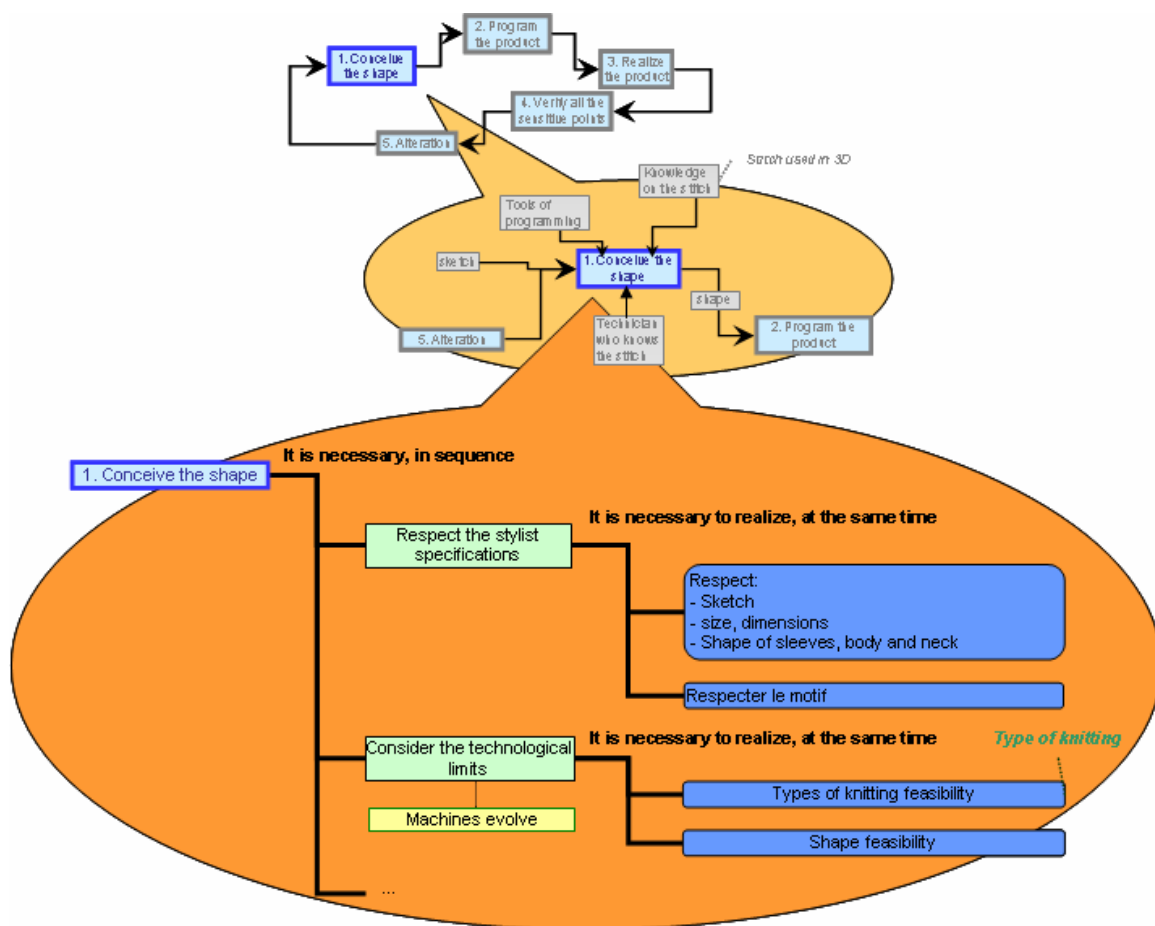 2. Program
the product
1. Conceive
the shape
3. Realize
the product
4. Verify all the
sensitive points
5. Alteration
Stitch used in 3D
Knowledge
on the stitch
Tools of
programming
sketch
1. Conceive the
shape
shape
5. Alteration
Technician
who knows
the stitch
2. Program the
product
It is necessary, in sequence
1. Conceive the shape
It is necessary to realize, at the same time
Respect the stylist
specifications
Respect:
- Sketch
- size, dimensions
- Shape of sleeves, body and neck
Respecter le motif
It is necessary to realize, at the same time
Type of knitting
Consider the technological
limits
Types of knitting feasibility
Machines evolve
Shape feasibility
...